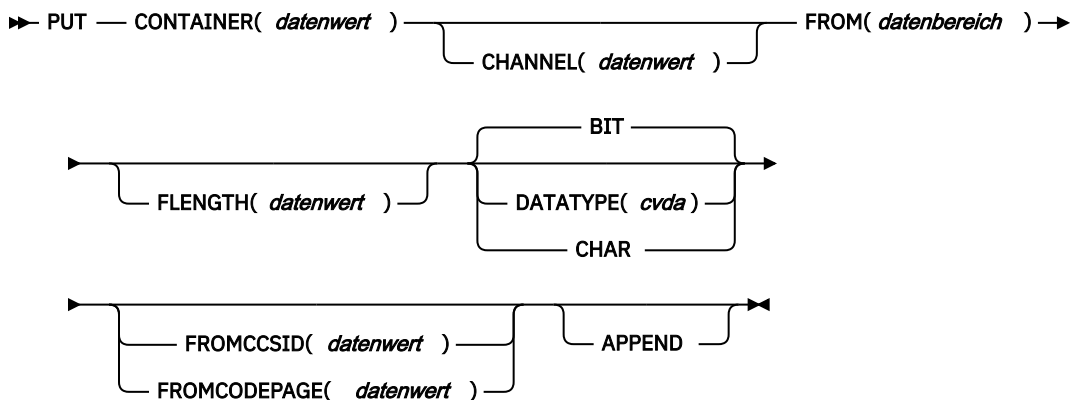 PUT CONTAINER( datenwert ) FROM( datenbereich )
CHANNEL( datenwert )
BIT
FLENGTH( datenwert ) DATATYPE( cvda )
CHAR
FROMCCSID( datenwert ) APPEND
FROMCODEPAGE( datenwert )